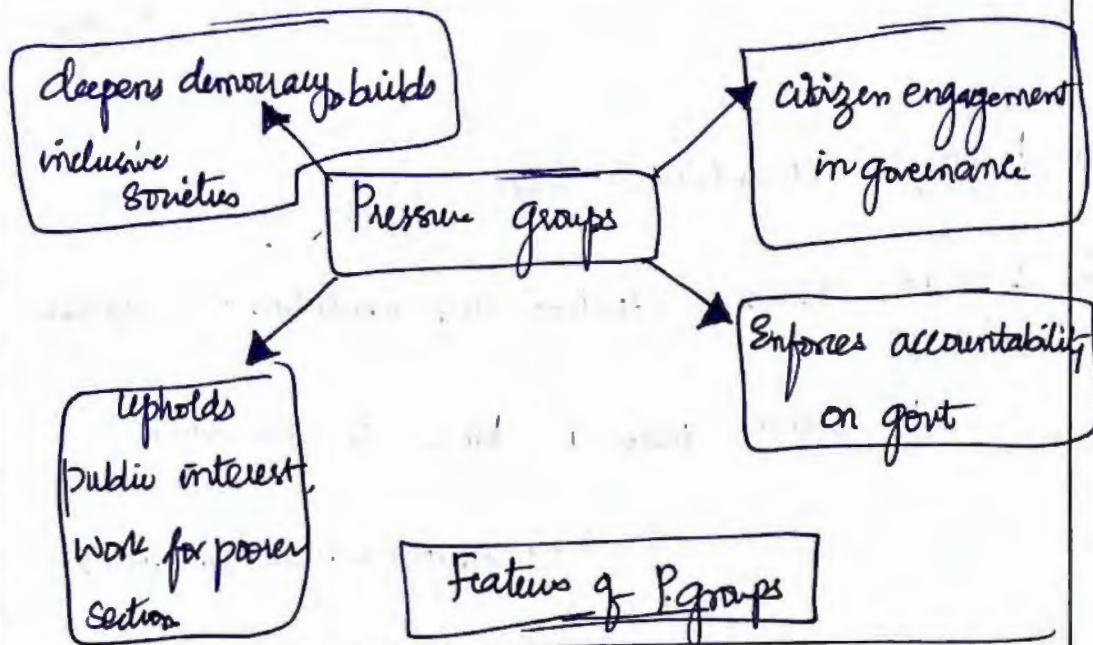 deepens democracy, builds
inclusive
societies
citizen engagement
in governance
Pressure groups
Enforces accountability
on govt
Upholds
public interest,
work for poorer
section
Features of P. groups